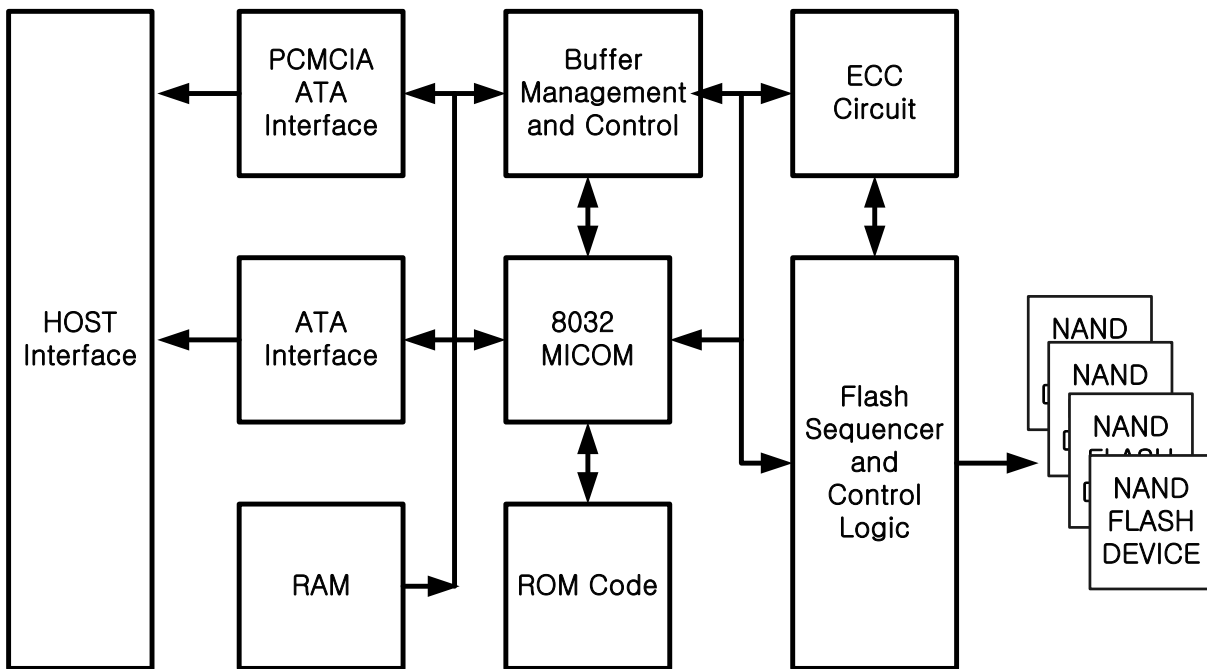 PCMCIA
ATA
Interface
Buffer
Management
and Control
ECC
Circuit
HOST
Interface
ATA
Interface
8032
MICOM
Flash
Sequencer
and
Control
Logic
RAM
ROM Code
NAND
NAND
NAND
FLASH
NAND
FLASH
DEVICE